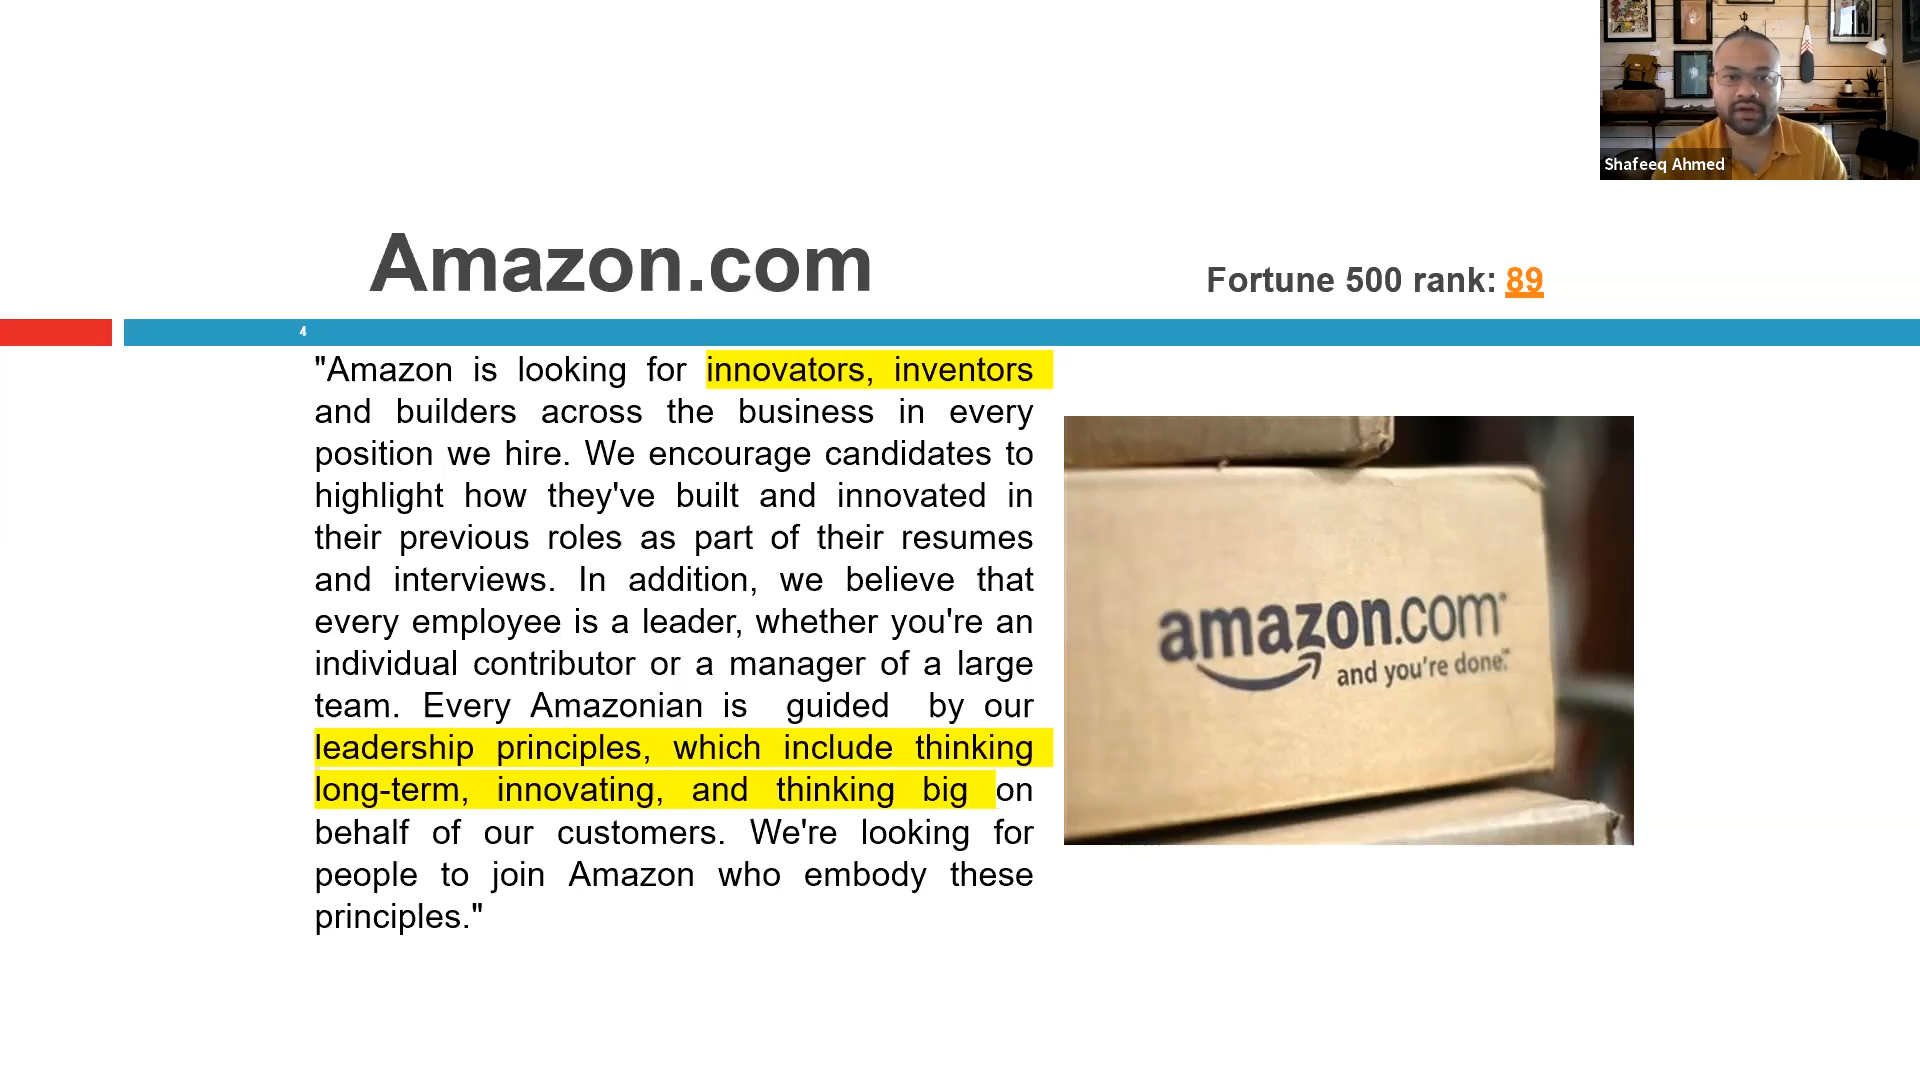 Shafeeq Ahmed
Amazon.com
Fortune 500 rank: 89
4
"Amazon is looking for innovators, inventors
and builders across the business in every
position we hire. We encourage candidates to
highlight how they've built and innovated in
their previous roles as part of their resumes
and interviews. In addition, we believe that
every employee is a leader, whether you're an
individual contributor or a manager of a large
team. Every Amazonian is guided by our
leadership principles, which include thinking
long-term, innovating, and thinking big on
behalf of our customers. We're looking for
people to join Amazon who embody these
principles."
amazon.com
and you're done.™